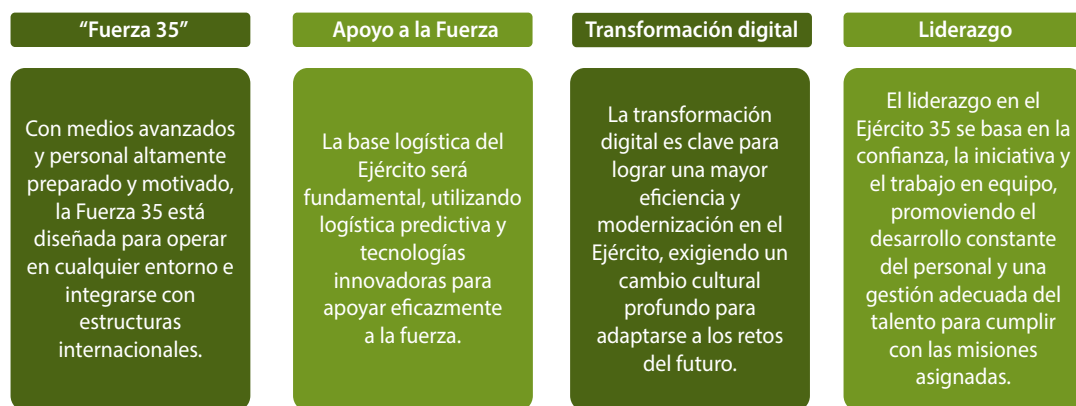 “Fuerza 35”
Con medios avanzados
y personal altamente
preparado y motivado,
la Fuerza 35 está
diseñada para operar
en cualquier entorno e
integrarse con
estructuras
internacionales.
Apoyo a la Fuerza
La base logística del
Ejército será
fundamental, utilizando
logística predictiva y
tecnologías
innovadoras para
apoyar eficazmente
a la fuerza.
Transformación digital
La transformación
digital es clave para
lograr una mayor
eficiencia y
modernización en el
Ejército, exigiendo un
cambio cultural
profundo para
adaptarse a los retos
del futuro.
Liderazgo
El liderazgo en el
Ejército 35 se basa en la
confianza, la iniciativa y
el trabajo en equipo,
promoviendo el
desarrollo constante
del personal y una
gestión adecuada del
talento para cumplir
con las misiones
asignadas.